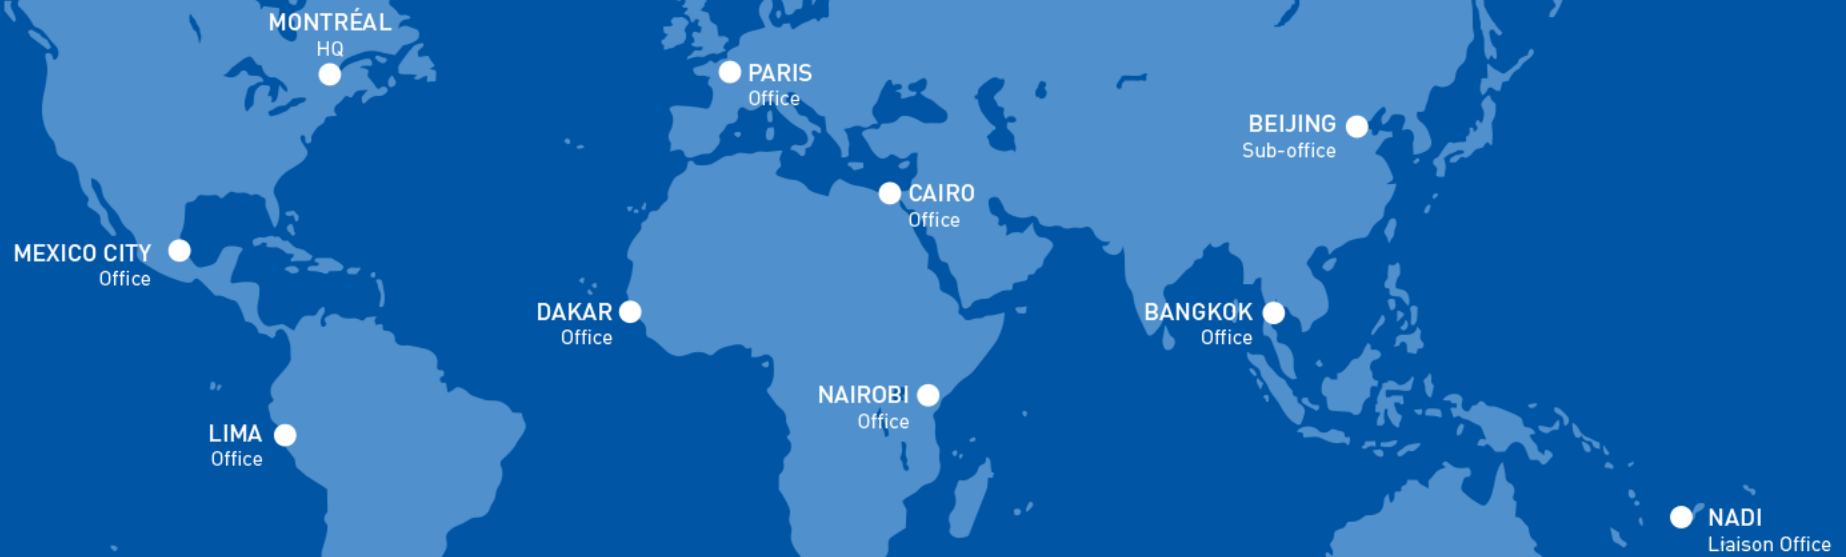 MONTRÉAL
HQ
PARIS
Office
BEIJING
Sub-office
CAIRO
Office
MEXICO CITY
Office
DAKAR
Office
BANGKOK
Office
NAIROBI
Office
LIMA
Office
NADI
Liaison Office